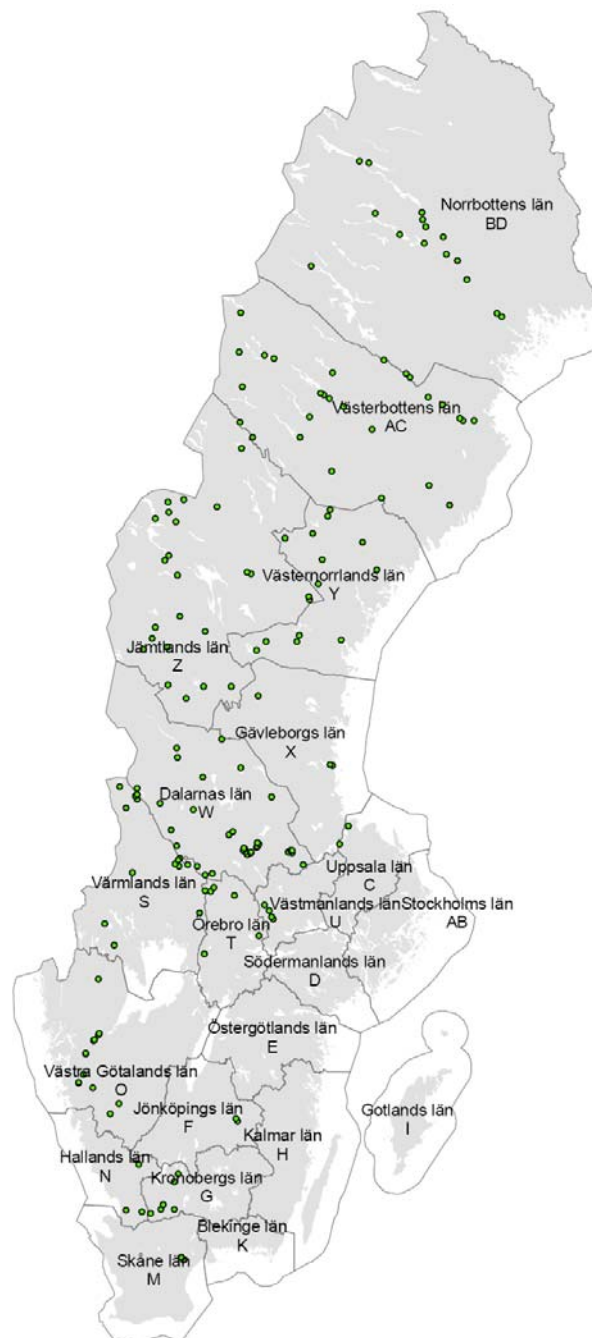 Norrbottens län
BD
Västerbottens län
AC
Västernorrlands län
Y
Jämtlands län
Z
Gävleborgs län
X
Dalarnas län
W
Uppsala län
C
Värmlands län
S
Västmanlands län
U
Stockholms län
AB
Örebro län
T
Södermanlands län
D
Östergötlands län
E
Västra Götalands län
O
Jönköpings län
F
Gotlands län
I
Kalmar län
H
Hallands län
N
Kronobergs län
G
Blekinge län
K
Skåne län
M